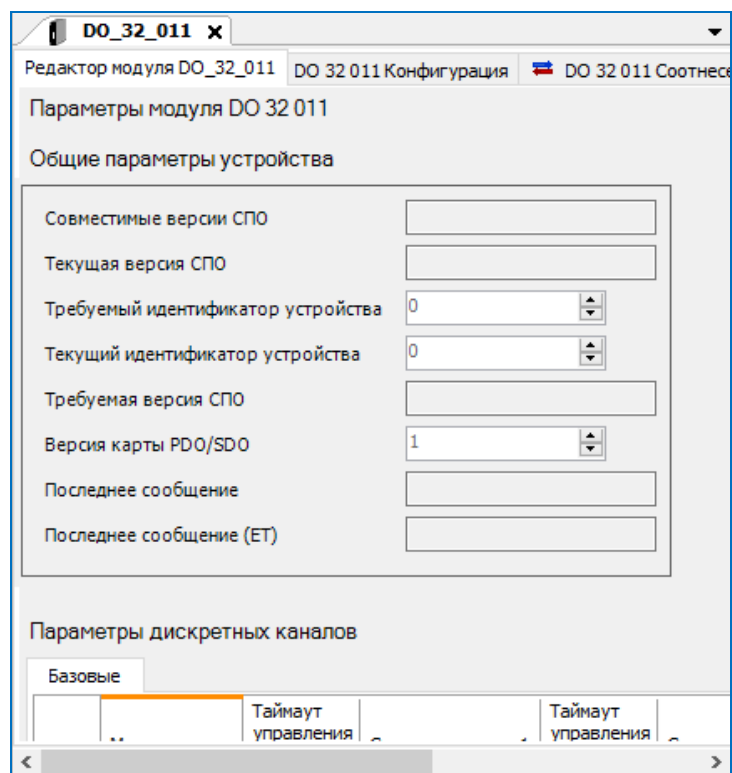 DO_32_011
Редактор модуля DO_32_011 DO 32 011 Конфигурация DO 32 011 Соотнесе
Параметры модуля DO 32 011
Общие параметры устройства
Совместимые версии СПО
Текущая версия СПО
Требуемый идентификатор устройства 0
Текущий идентификатор устройства 0
Требуемая версия СПО
Версия карты PDO/SDO 1
Последнее сообщение
Последнее сообщение (ET)
Параметры дискретных каналов
Базовые
Таймаут Таймаут
управления управления